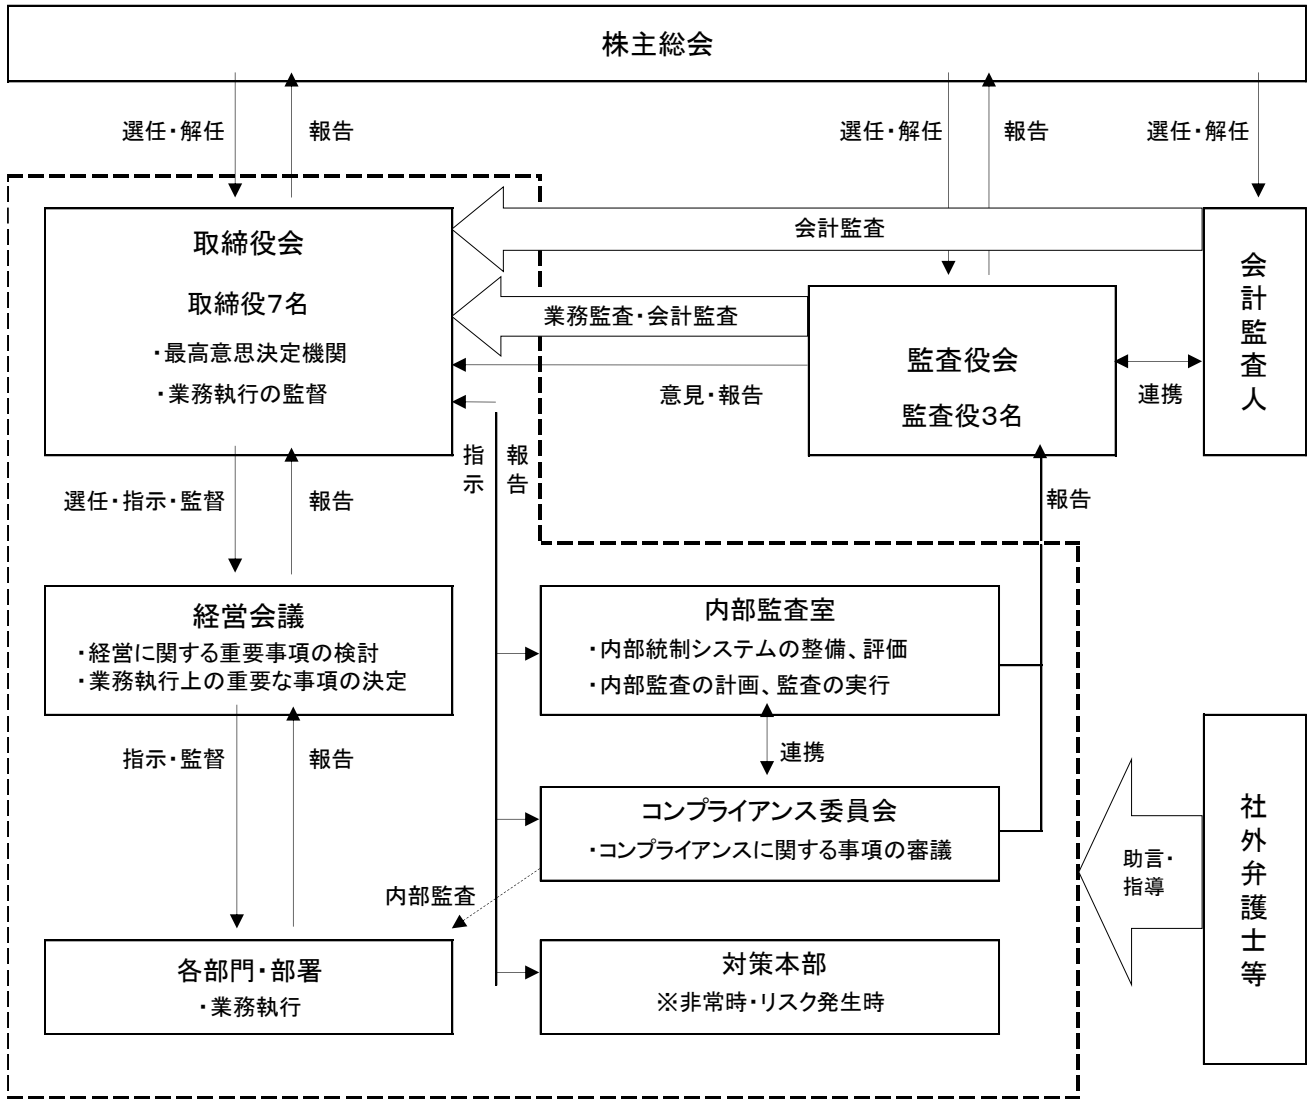 株主総会
選任・解任
報告
選任・解任
報告
選任・解任
取締役会
取締役7名
・最高意思決定機関
・業務執行の監督
会計監査
業務監査・会計監査
意見・報告
監査役会
監査役3名
連携
会計監査人
指示
報告
選任・指示・監督
報告
報告
経営会議
・経営に関する重要事項の検討
・業務執行上の重要な事項の決定
内部監査室
・内部統制システムの整備、評価
・内部監査の計画、監査の実行
指示・監督
報告
連携
コンプライアンス委員会
・コンプライアンスに関する事項の審議
内部監査
助言・
指導
社外弁護士等
各部門・部署
・業務執行
対策本部
※非常時・リスク発生時